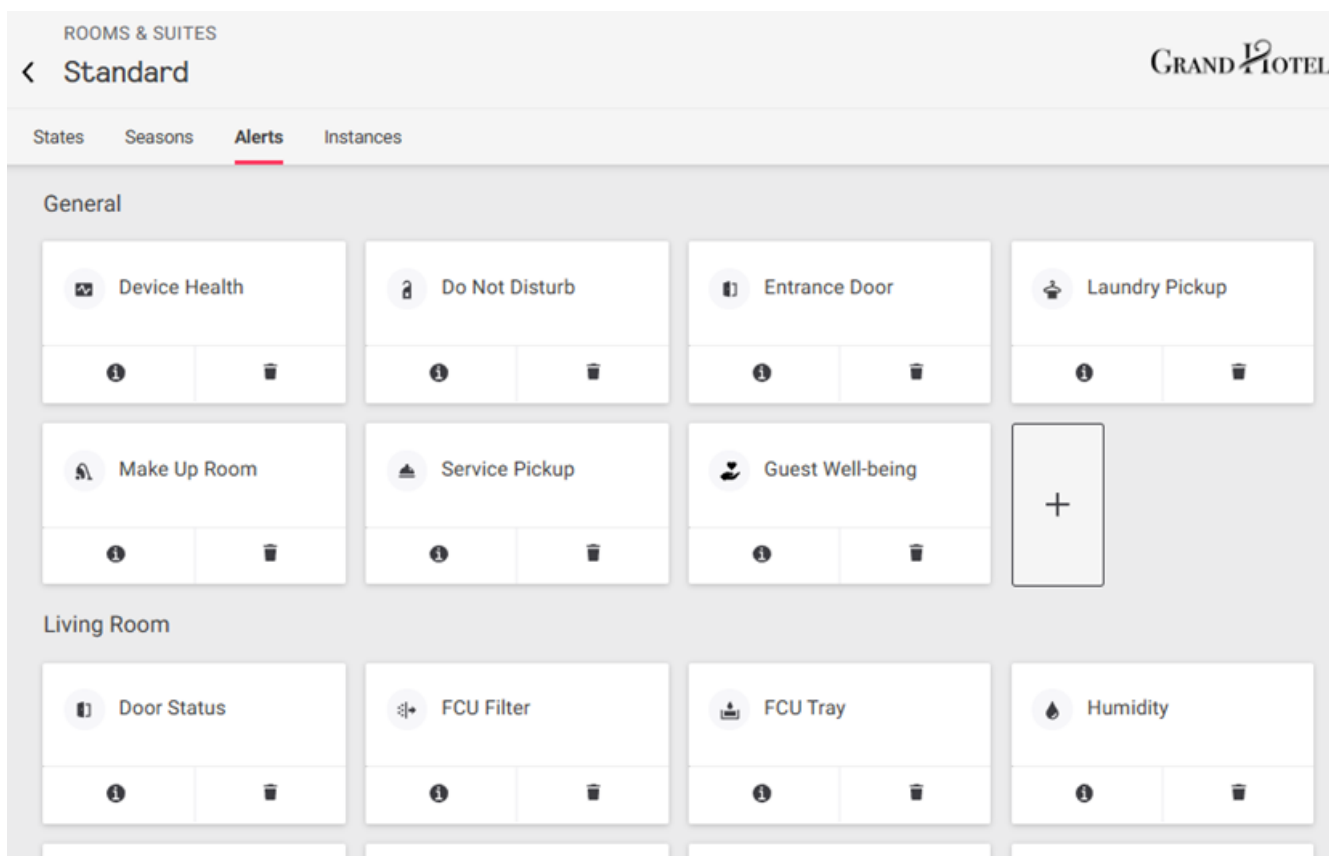 ROOMS & SUITES
Standard
GRAND HOTEL
States Seasons Alerts Instances
General
Device Health Do Not Disturb Entrance Door Laundry Pickup
Make Up Room Service Pickup Guest Well-being
Living Room
Door Status FCU Filter FCU Tray Humidity